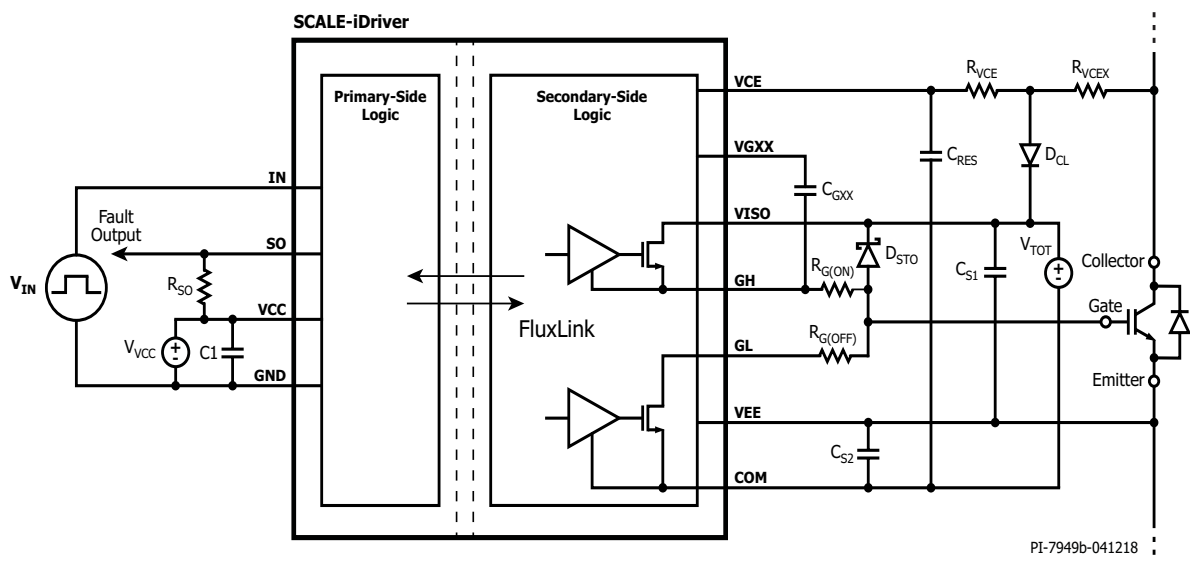 SCALE-iDriver
Primary-Side
Logic
Secondary-Side
Logic
VCE
R_VCE
R_VCEX
VGXX
C_RES
D_CL
C_GXX
IN
VISO
Fault
Output
SO
V_IN
R_SO
VCC
V_VCC
C1
GND
FluxLink
GH
R_G(ON)
D_STO
C_S1
V_TOT
+
-
Collector
Gate
Emitter
R_G(OFF)
GL
VEE
C_S2
COM
+
-
PI-7949b-041218